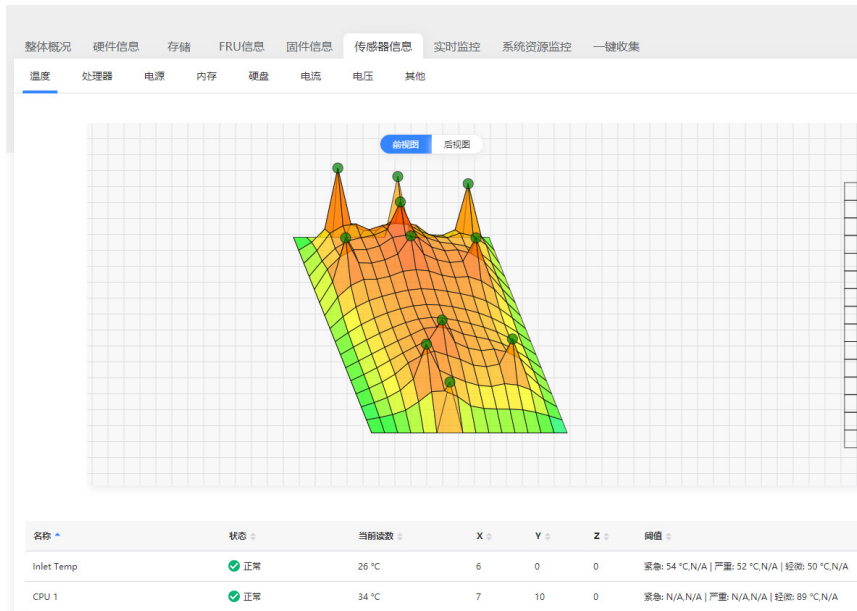 整体概况 硬件信息 存储 FRU信息 固件信息 传感器信息 实时监控 系统资源监控 一键收集
温度 处理器 电源 内存 硬盘 电流 电压 其他
前视图 后视图
名称 状态 当前读数 X Y Z 阈值
Inlet Temp 正常 26 °C 6 0 0 紧急: 54 °C,N/A | 严重: 52 °C,N/A | 轻微: 50 °C,N/A
CPU 1 正常 34 °C 7 10 0 紧急: N/A,N/A | 严重: N/A,N/A | 轻微: 89 °C,N/A